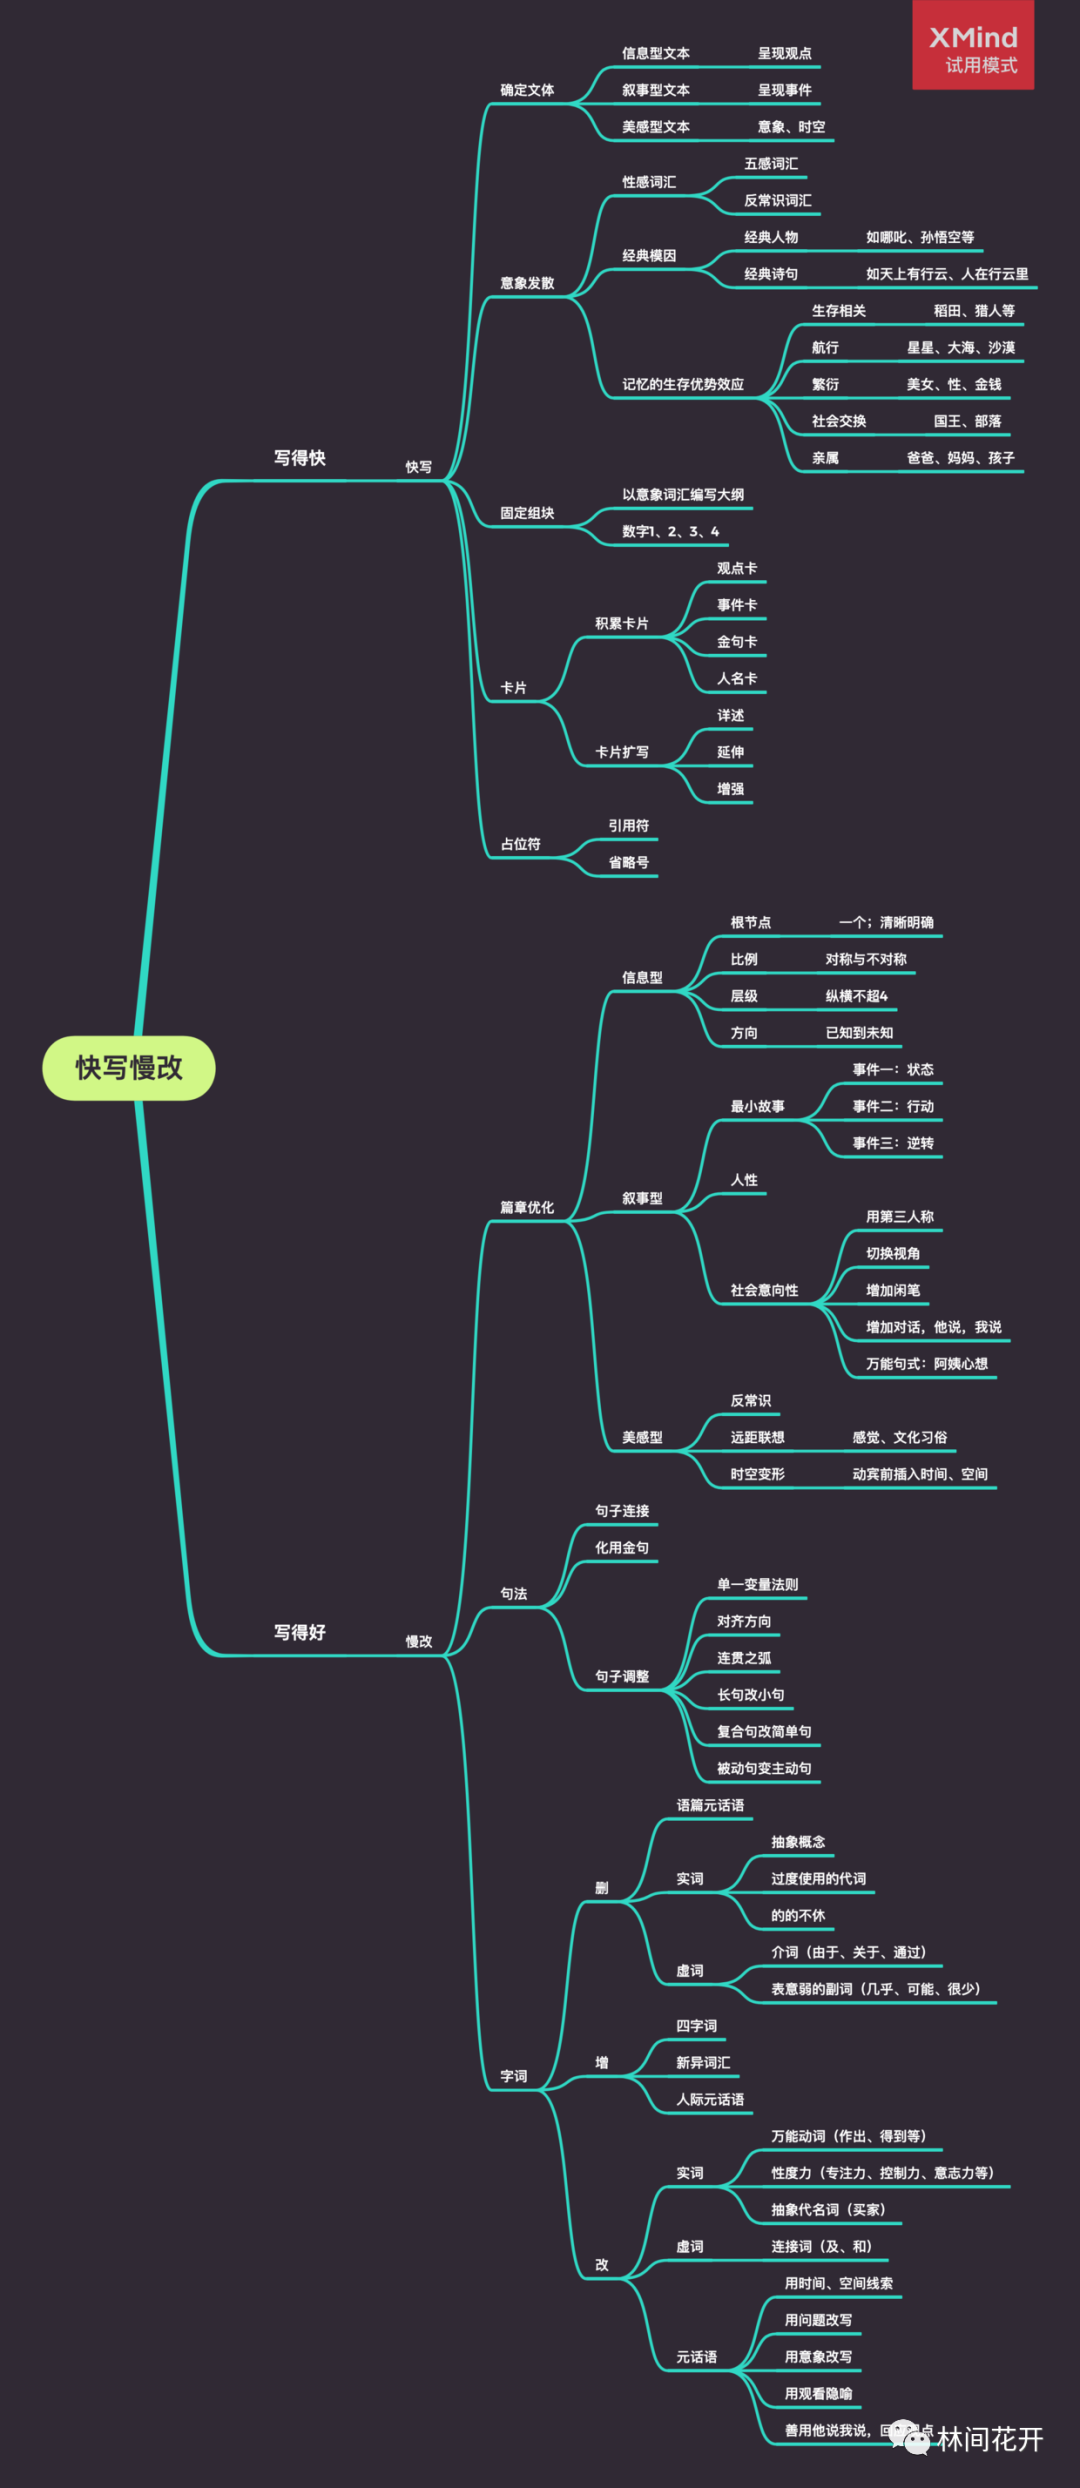 XMind
试用模式
快写慢改
写得快
快写
确定文体
信息型文本
呈现观点
叙事型文本
呈现事件
美感型文本
意象、时空
意象发散
性感词汇
五感词汇
反常识词汇
经典模因
经典人物
如哪叱、孙悟空等
经典诗句
如天上有行云、人在行云里
记忆的生存优势效应
生存相关
稻田、猎人等
航行
星星、大海、沙漠
繁衍
美女、性、金钱
社会交换
国王、部落
亲属
爸爸、妈妈、孩子
固定组块
以意象词汇编写大纲
数字1、2、3、4
卡片
积累卡片
观点卡
事件卡
金句卡
人名卡
卡片扩写
详述
延伸
增强
占位符
引用符
省略号
写得好
慢改
篇章优化
信息型
根节点
一个；清晰明确
比例
对称与不对称
层级
纵横不超4
方向
已知到未知
叙事型
最小故事
事件一：状态
事件二：行动
事件三：逆转
人性
社会意向性
用第三人称
切换视角
增加闲笔
增加对话，他说，我说
万能句式：阿姨心想
美感型
反常识
远距联想
感觉、文化习俗
时空变形
动宾前插入时间、空间
句法
句子连接
化用金句
句子调整
单一变量法则
对齐方向
连贯之弧
长句改小句
复合句改简单句
被动句变主动句
字词
删
语篇元话语
实词
抽象概念
过度使用的代词
的的不休
虚词
介词（由于、关于、通过）
表意弱的副词（几乎、可能、很少）
增
四字词
新异词汇
人际元话语
改
实词
万能动词（作出、得到等）
性度力（专注力、控制力、意志力等）
抽象代名词（买家）
虚词
连接词（及、和）
元话语
用时间、空间线索
用问题改写
用意象改写
用观看隐喻
善用他说我说，回
点
林间花开